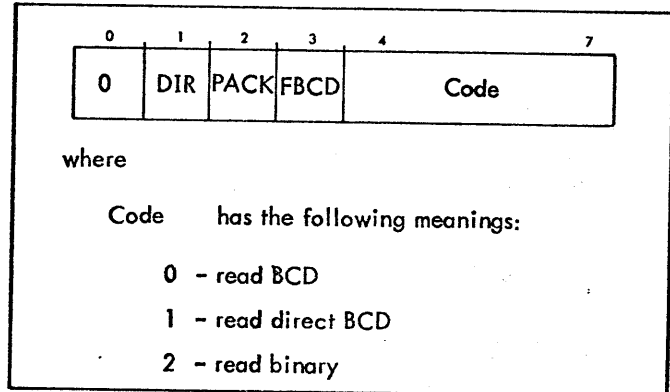 0 1 2 3 4 7
0 DIR PACK FBCD Code
where
Code has the following meanings:
0 - read BCD
1 - read direct BCD
2 - read binary